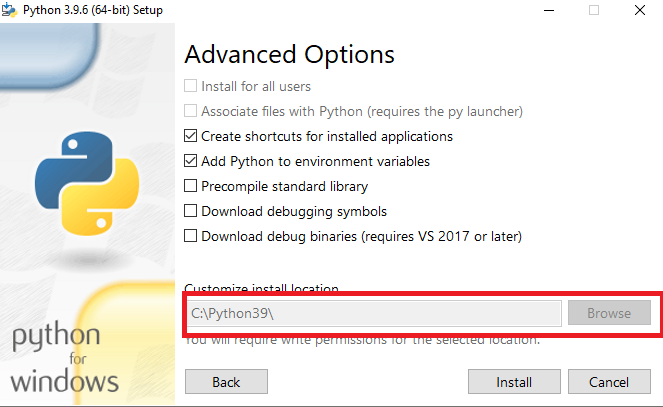 Python 3.9.6 (64-bit) Setup
Advanced Options
Install for all users
Associate files with Python (requires the py launcher)
Create shortcuts for installed applications
Add Python to environment variables
Precompile standard library
Download debugging symbols
Download debug binaries (requires VS 2017 or later)
Customize install location
C:\Python39\
Browse
You will require write permissions for the selected location.
python
for
windows
Back
Install
Cancel